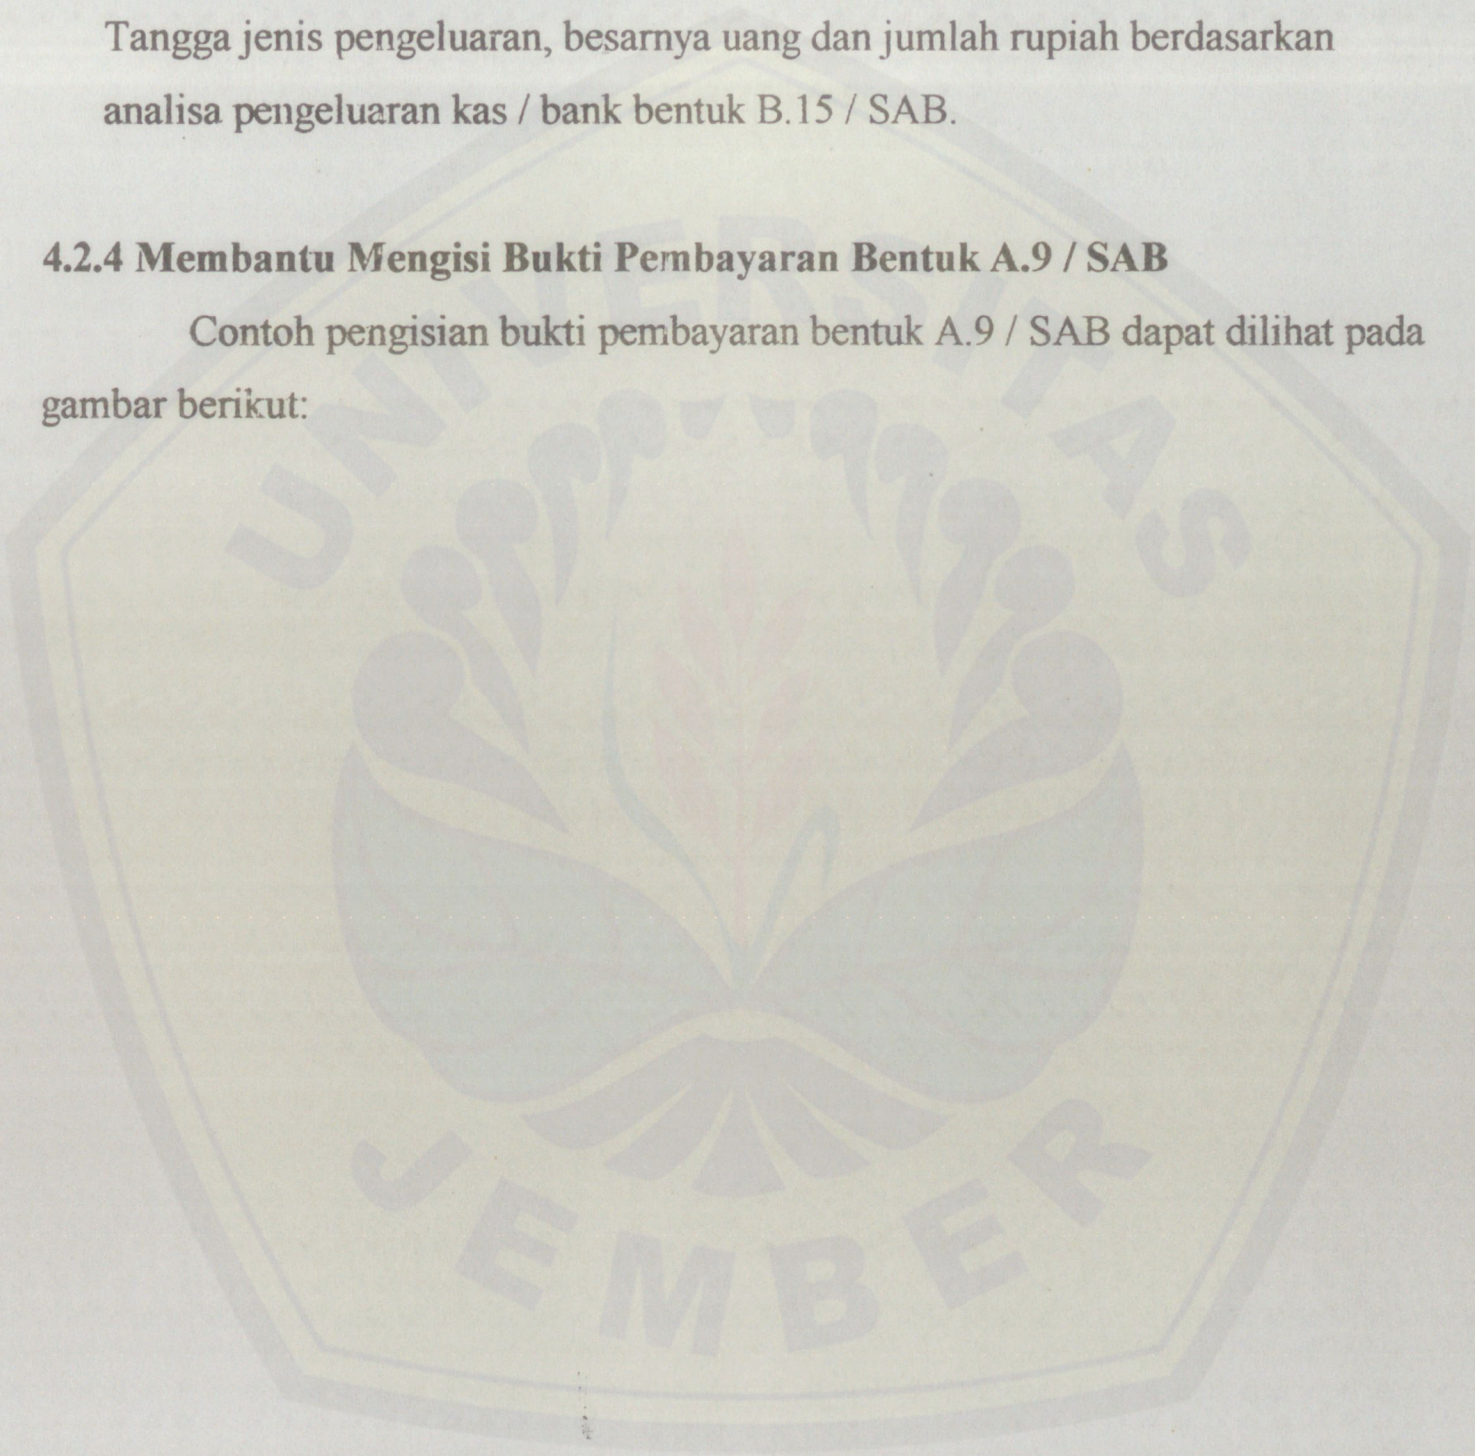 Tangga jenis pengeluaran, besarnya uang dan jumlah rupiah berdasarkan
analisa pengeluaran kas / bank bentuk B.15 / SAB.
4.2.4 Membantu Mengisi Bukti Pembayaran Bentuk A.9 / SAB
Contoh pengisian bukti pembayaran bentuk A.9 / SAB dapat dilihat pada
gambar berikut:
UNIVERSITAS
JEMBER